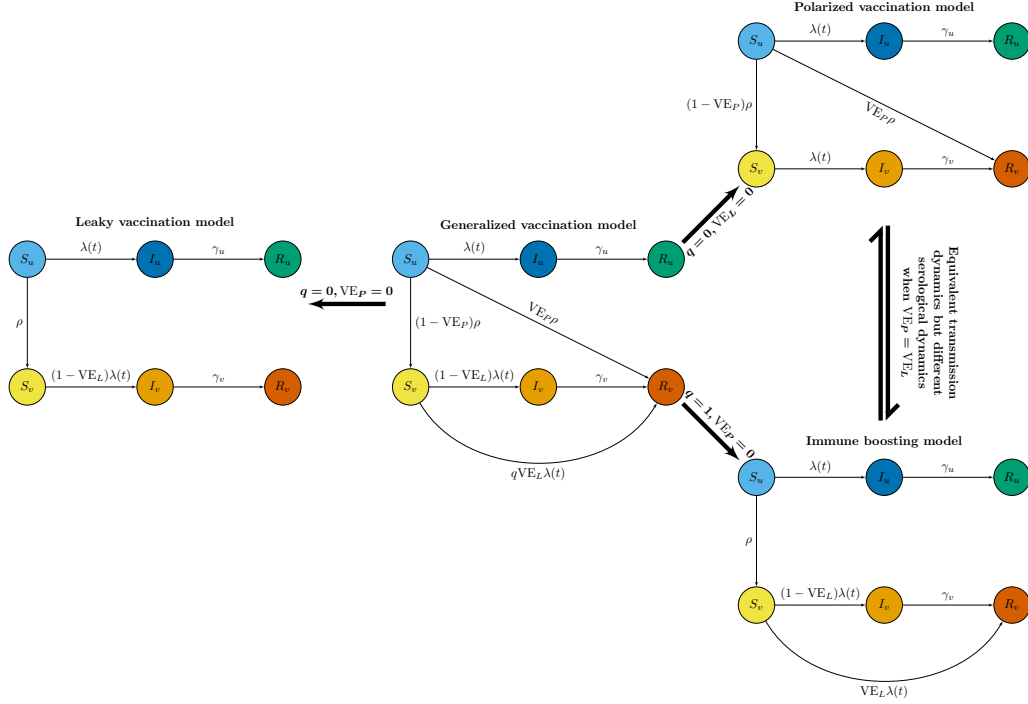 Polarized vaccination model
S_u
λ(t)
I_u
γ_u
R_u
(1 − VE_P)ρ
VE_Pρ
S_v
λ(t)
I_v
γ_v
R_v
q = 0, VE_L = 0
Leaky vaccination model
S_u
λ(t)
I_u
γ_u
R_u
ρ
S_v
(1 − VE_L)λ(t)
I_v
γ_v
R_v
q = 0, VE_P = 0
Generalized vaccination model
S_u
λ(t)
I_u
γ_u
R_u
(1 − VE_P)ρ
VE_Pρ
S_v
(1 − VE_L)λ(t)
I_v
γ_v
R_v
qVE_Lλ(t)
q = 1, VE_P = 0
Equivalent transmission
dynamics but different
serological dynamics
when VE_P = VE_L
Immune boosting model
S_u
λ(t)
I_u
γ_u
R_u
ρ
S_v
(1 − VE_L)λ(t)
I_v
γ_v
R_v
VE_Lλ(t)